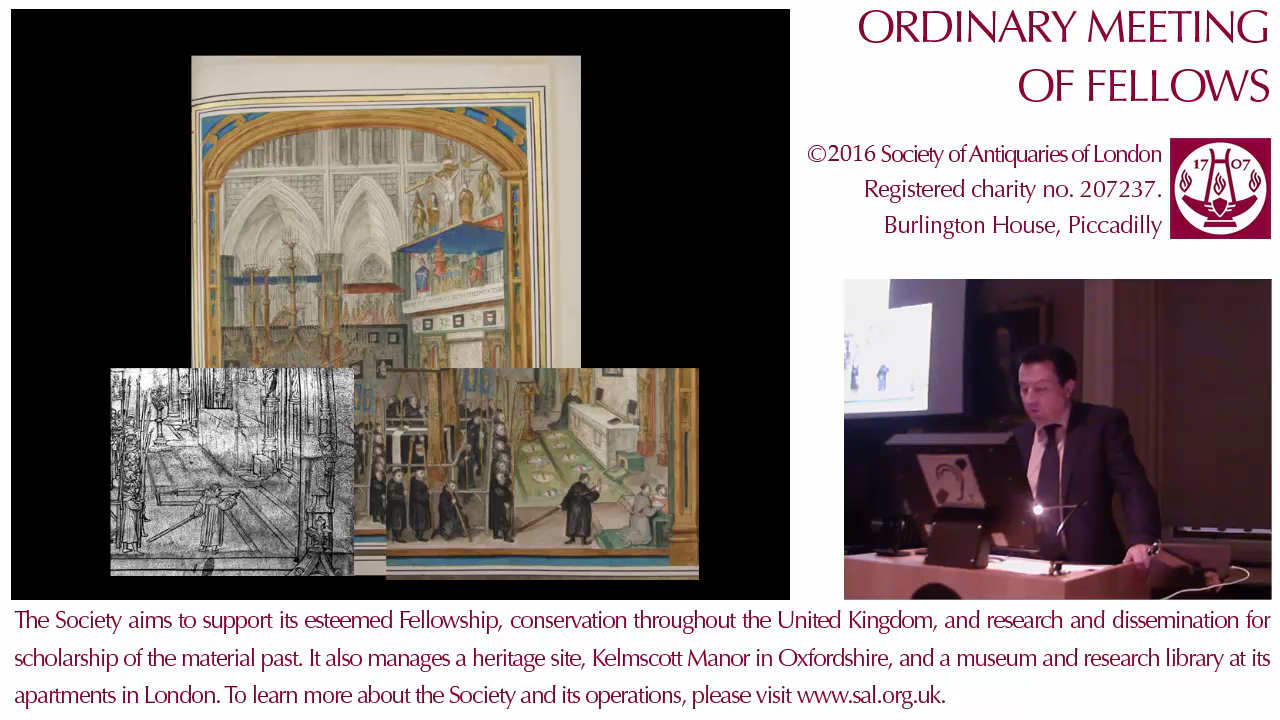 ORDINARY MEETING
OF FELLOWS
©2016 Society of Antiquaries of London
Registered charity no. 207237.
Burlington House, Piccadilly
17 07
The Society aims to support its esteemed Fellowship, conservation throughout the United Kingdom, and research and dissemination for
scholarship of the material past. It also manages a heritage site, Kelmscott Manor in Oxfordshire, and a museum and research library at its
apartments in London. To learn more about the Society and its operations, please visit www.sal.org.uk.